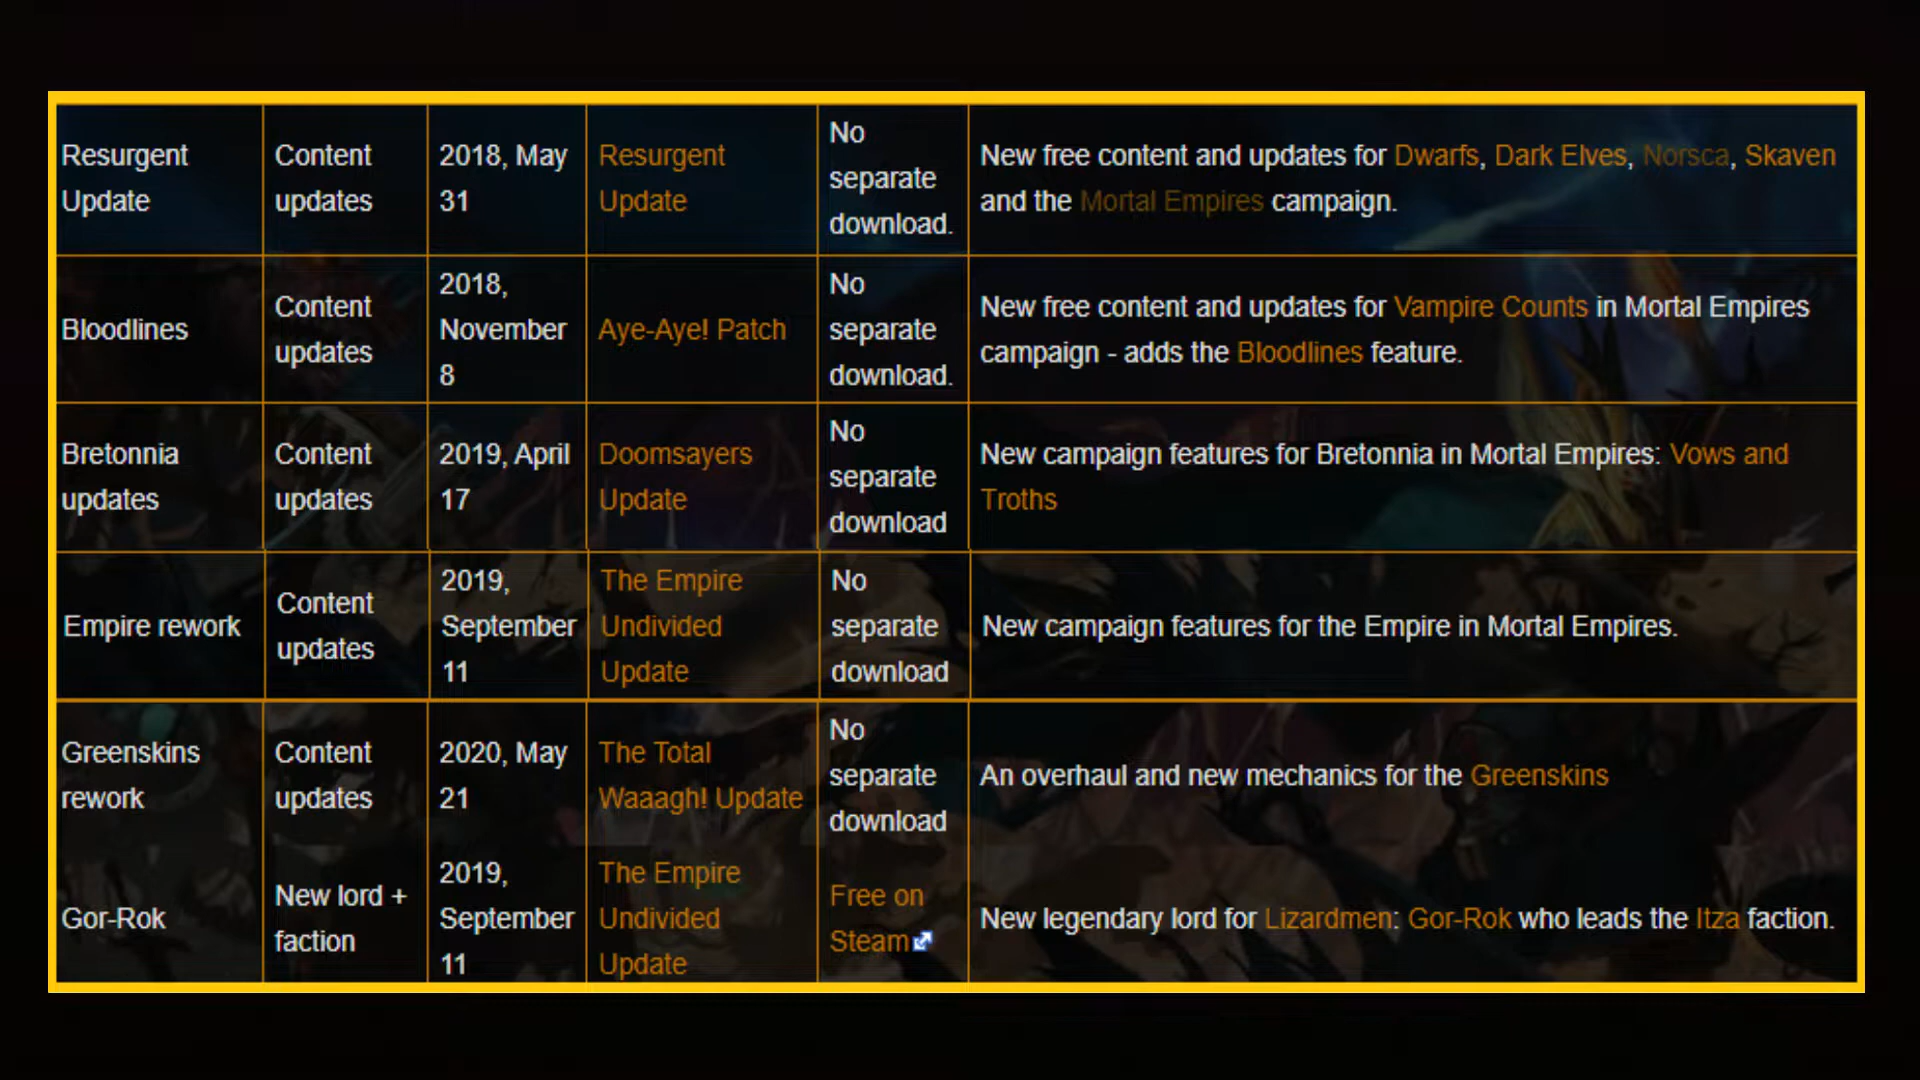 Resurgent
Update
Content
updates
2018, May
31
Resurgent
Update
No
separate
download.
New free content and updates for Dwarfs, Dark Elves, Norsca, Skaven
and the Mortal Empires campaign.
Bloodlines
Content
updates
2018,
November
8
Aye-Aye! Patch
No
separate
download.
New free content and updates for Vampire Counts in Mortal Empires
campaign - adds the Bloodlines feature.
Bretonnia
updates
Content
updates
2019, April
17
Doomsayers
Update
No
separate
download
New campaign features for Bretonnia in Mortal Empires: Vows and
Troths
Empire rework
Content
updates
2019,
September
11
The Empire
Undivided
Update
No
separate
download
New campaign features for the Empire in Mortal Empires.
Greenskins
rework
Content
updates
2020, May
21
The Total
Waaagh! Update
No
separate
download
An overhaul and new mechanics for the Greenskins
Gor-Rok
New lord +
faction
2019,
September
11
The Empire
Undivided
Update
Free on
Steam
New legendary lord for Lizardmen: Gor-Rok who leads the Itza faction.